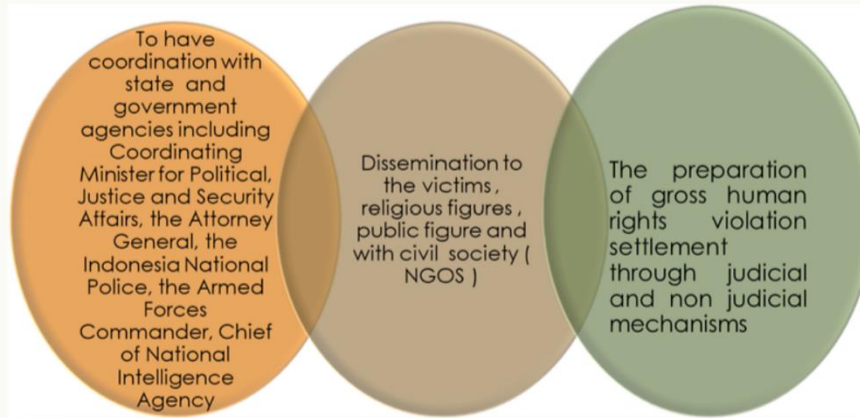 To have
coordination with
state and
government
agencies including
Coordinating
Minister for Political,
Justice and Security
Affairs, the Attorney
General, the
Indonesia National
Police, the Armed
Forces
Commander, Chief
of National
Intelligence
Agency
Dissemination to
the victims ,
religious figures ,
public figure and
with civil society (
NGOS )
The preparation
of gross human
rights violation
settlement
through judicial
and non judicial
mechanisms